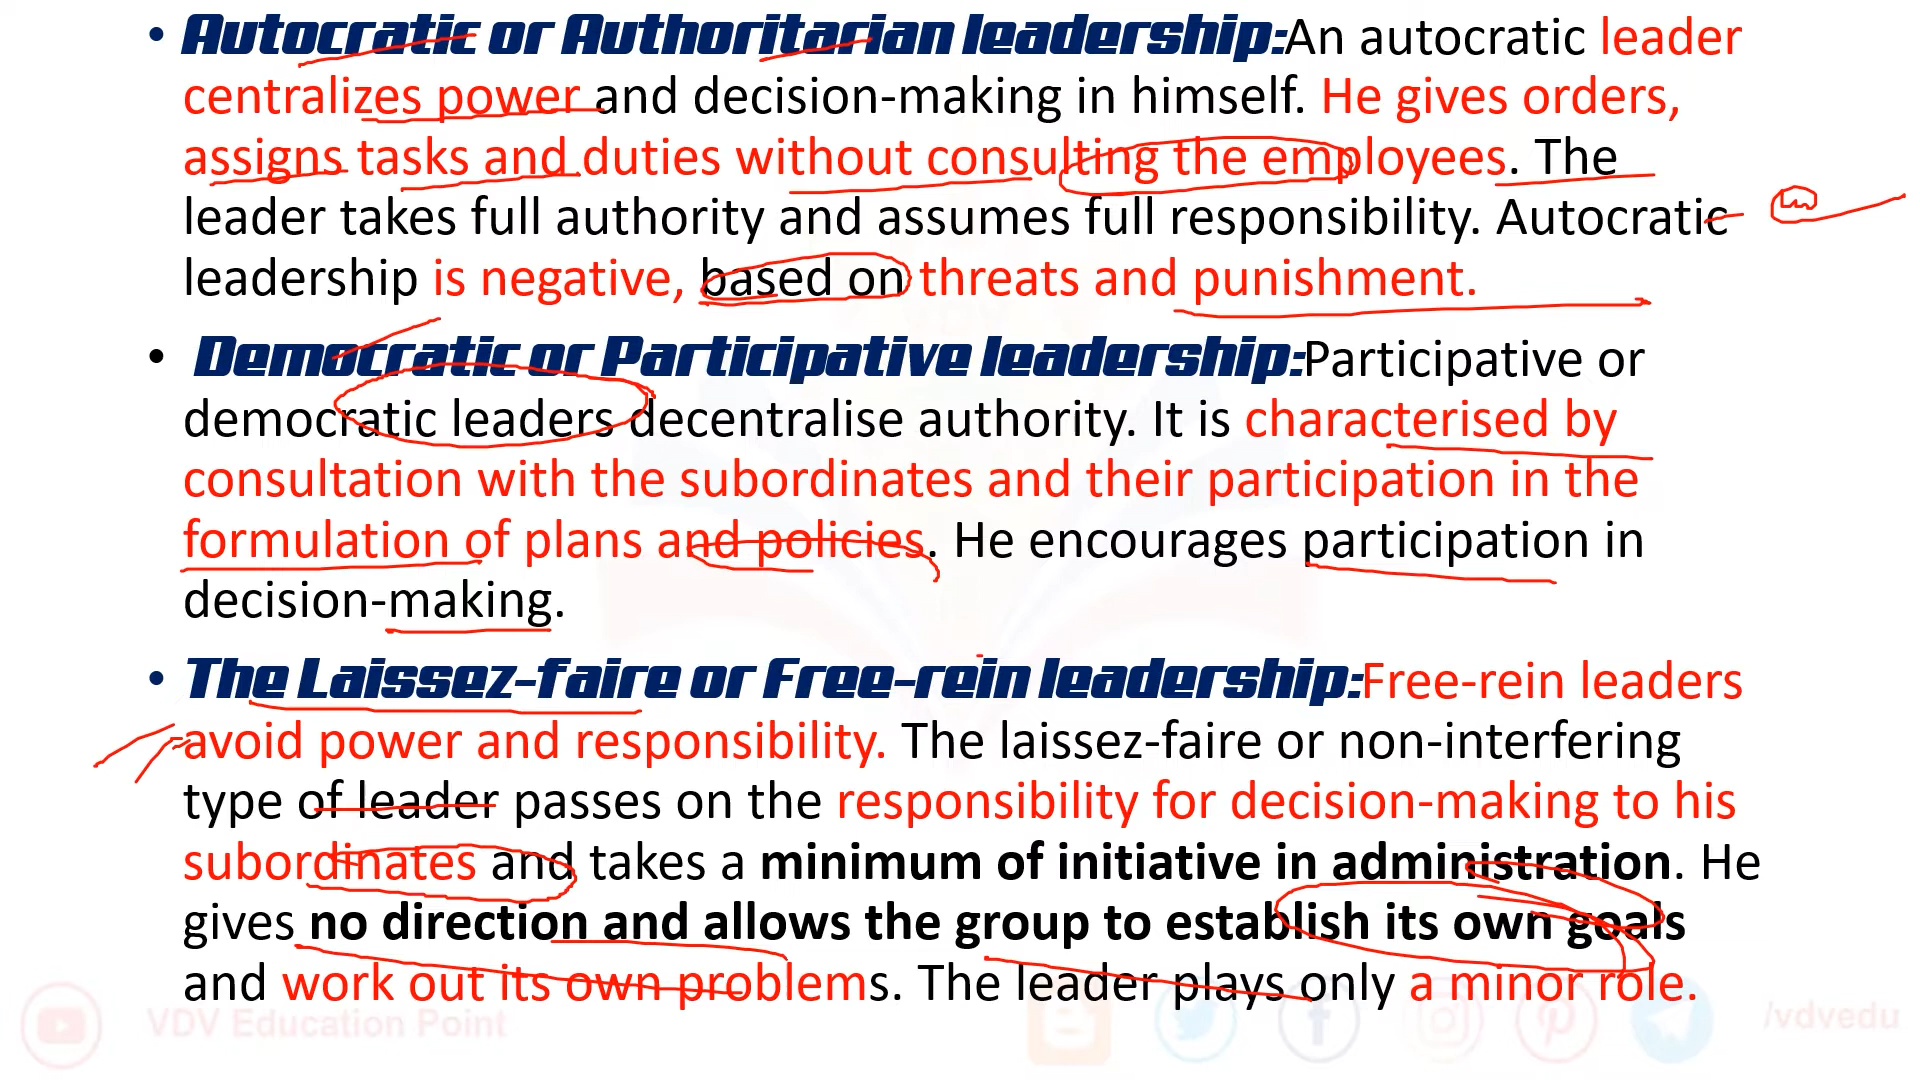 • Autocratic or Authoritarian leadership:An autocratic leader
centralizes power and decision-making in himself. He gives orders,
assigns tasks and duties without consulting the employees. The
leader takes full authority and assumes full responsibility. Autocratic
leadership is negative, based on threats and punishment.
• Democratic or Participative leadership:Participative or
democratic leaders decentralise authority. It is characterised by
consultation with the subordinates and their participation in the
formulation of plans and policies. He encourages participation in
decision-making.
• The Laissez-faire or Free-rein leadership:Free-rein leaders
avoid power and responsibility. The laissez-faire or non-interfering
type of leader passes on the responsibility for decision-making to his
subordinates and takes a minimum of initiative in administration. He
gives no direction and allows the group to establish its own goals
and work out its own problems. The leader plays only a minor role.
VDV Education Point /vdvedu